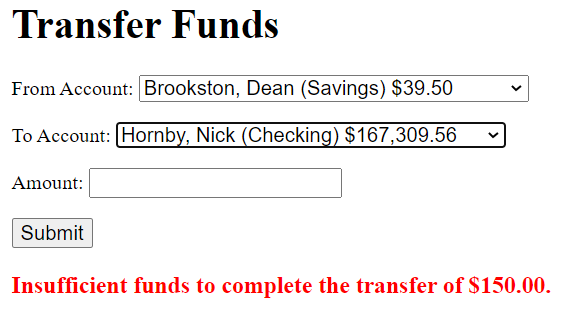 Transfer Funds
From Account: Brookston, Dean (Savings) $39.50
To Account: Hornby, Nick (Checking) $167,309.56
Amount:
Submit
Insufficient funds to complete the transfer of $150.00.